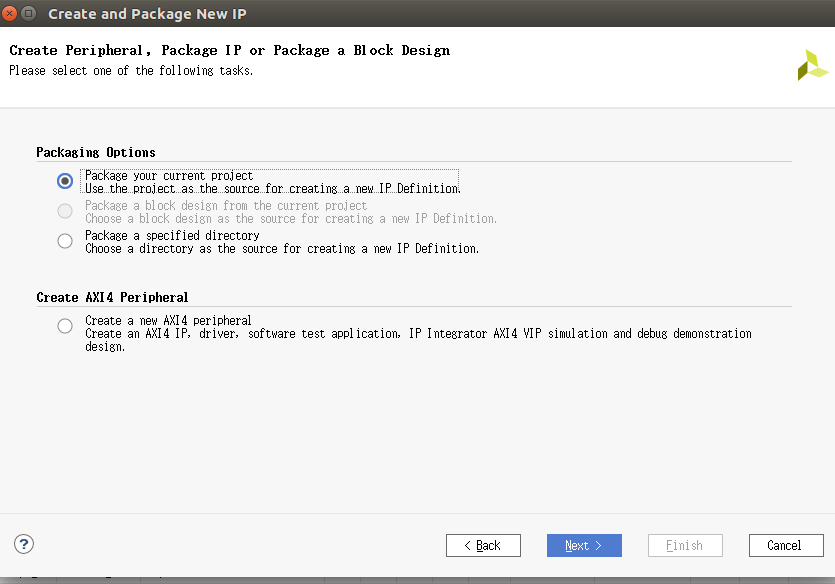 Create and Package New IP
Create Peripheral, Package IP or Package a Block Design
Please select one of the following tasks.
Packaging Options
Package your current project
Use the project as the source for creating a new IP Definition.
Package a block design from the current project
Choose a block design as the source for creating a new IP Definition.
Package a specified directory
Choose a directory as the source for creating a new IP Definition.
Create AXI4 Peripheral
Create a new AXI4 peripheral
Create an AXI4 IP, driver, software test application, IP Integrator AXI4 VIP simulation and debug demonstration
design.
?
< Back
Next >
Finish
Cancel